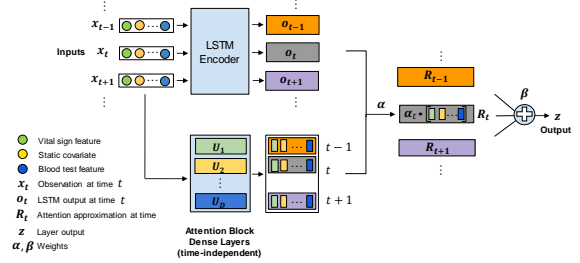 x_{t-1}
Inputs x_t
x_{t+1}
LSTM
Encoder
o_{t-1}
o_t
o_{t+1}
R_{t-1}
α
α_t • [ ... ] R_t
R_{t+1}
β
z
Output
U_1
U_2
U_D
t − 1
t
t + 1
Attention Block
Dense Layers
(time-independent)
Vital sign feature
Static covariate
Blood test feature
x_t Observation at time t
o_t LSTM output at time t
R_t Attention approximation at time
z Layer output
α, β Weights